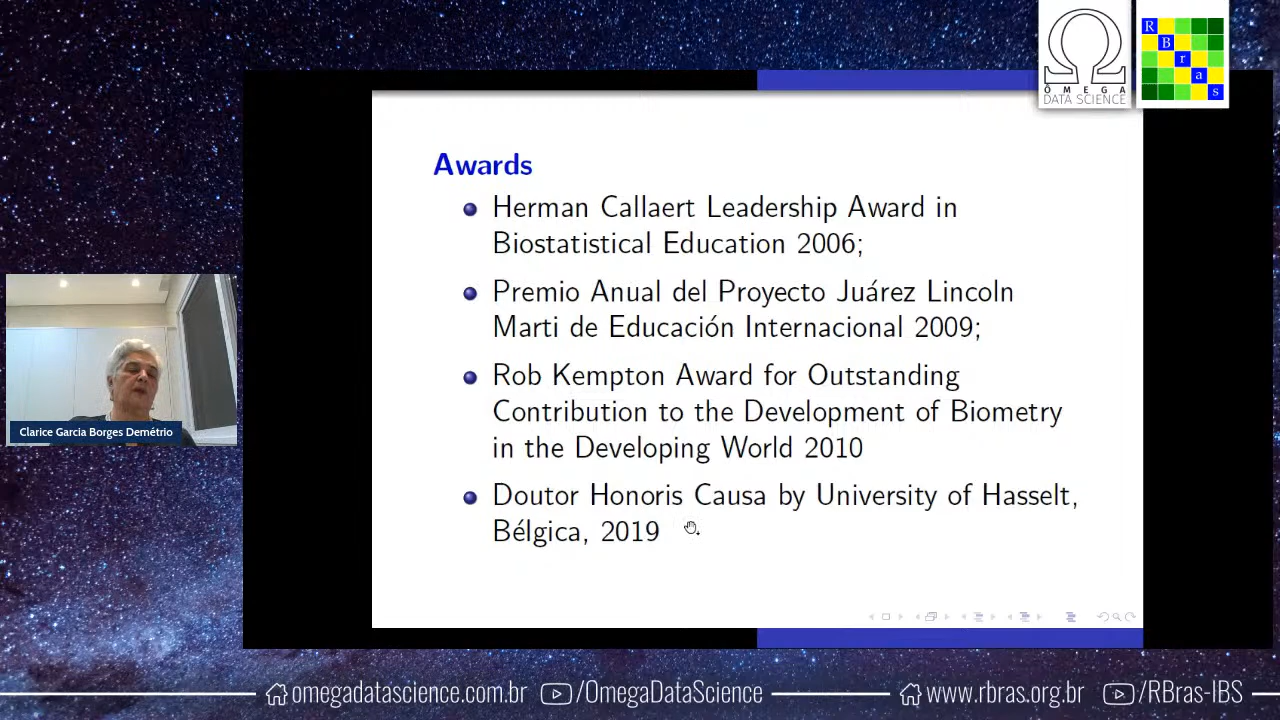 ÔMEGA
DATA SCIENCE
R
B
r
a
s
Awards
Herman Callaert Leadership Award in
Biostatistical Education 2006;
Premio Anual del Proyecto Juárez Lincoln
Marti de Educación Internacional 2009;
Rob Kempton Award for Outstanding
Contribution to the Development of Biometry
in the Developing World 2010
Doutor Honoris Causa by University of Hasselt,
Bélgica, 2019
Clarice Garcia Borges Demétrio
omegadatascience.com.br /OmegaDataScience www.rbras.org.br /RBras-IBS